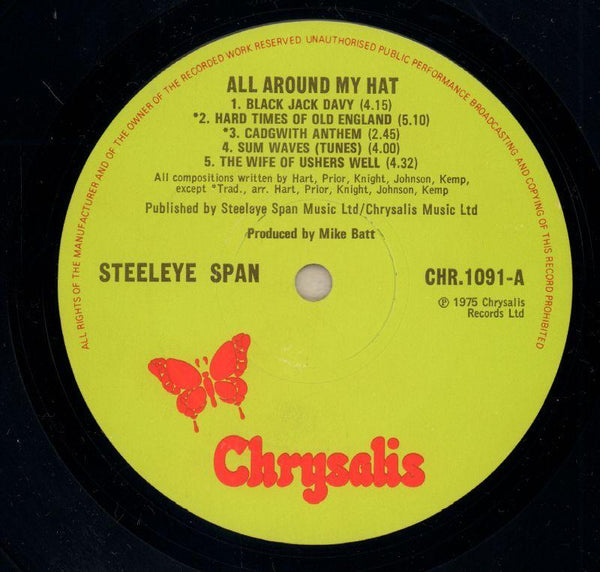 ALL RIGHTS OF THE MANUFACTURER AND OF THE OWNER OF THE RECORDED WORK RESERVED UNAUTHORISED PUBLIC PERFORMANCE BROADCASTING AND COPYING OF THIS RECORD PROHIBITED
ALL AROUND MY HAT
1. BLACK JACK DAVY (4.15)
*2. HARD TIMES OF OLD ENGLAND (5.10)
*3. CADGWITH ANTHEM (2.45)
4. SUM WAVES (TUNES) (4.00)
5. THE WIFE OF USHERS WELL (4.32)
All compositions written by Hart, Prior, Knight, Johnson, Kemp,
except *Trad., arr. Hart, Prior, Knight, Johnson, Kemp
Published by Steeleye Span Music Ltd/Chrysalis Music Ltd
Produced by Mike Batt
STEELEYE SPAN
CHR.1091-A
℗ 1975 Chrysalis
Records Ltd
Chrysalis